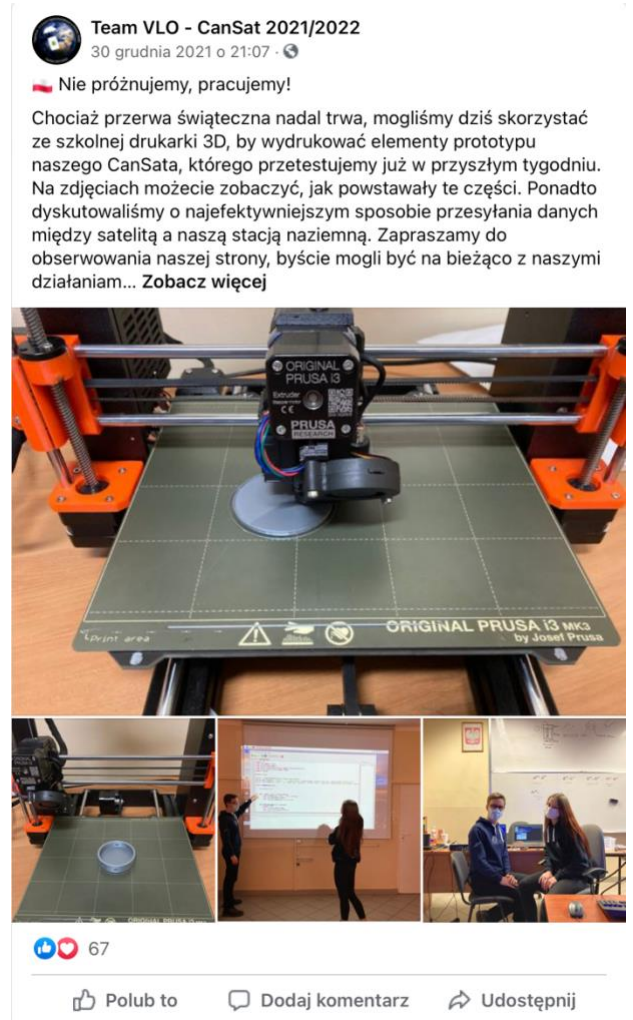 Team VLO - CanSat 2021/2022
30 grudnia 2021 o 21:07 ·
Nie próżnujemy, pracujemy!
Chociaż przerwa świąteczna nadal trwa, mogliśmy dziś skorzystać
ze szkolnej drukarki 3D, by wydrukować elementy prototypu
naszego CanSata, którego przetestujemy już w przyszłym tygodniu.
Na zdjęciach możecie zobaczyć, jak powstawały te części. Ponadto
dyskutowaliśmy o najefektywniejszym sposobie przesyłania danych
między satelitą a naszą stacją naziemną. Zapraszamy do
obserwowania naszej strony, byście mogli być na bieżąco z naszymi
działaniam... Zobacz więcej
ORIGINAL
PRUSA i3
Extruder
CE
PRUSA
RESEARCH
Print area
ORIGINAL PRUSA i3 MK3
by Josef Prusa
67
Polub to
Dodaj komentarz
Udostępnij